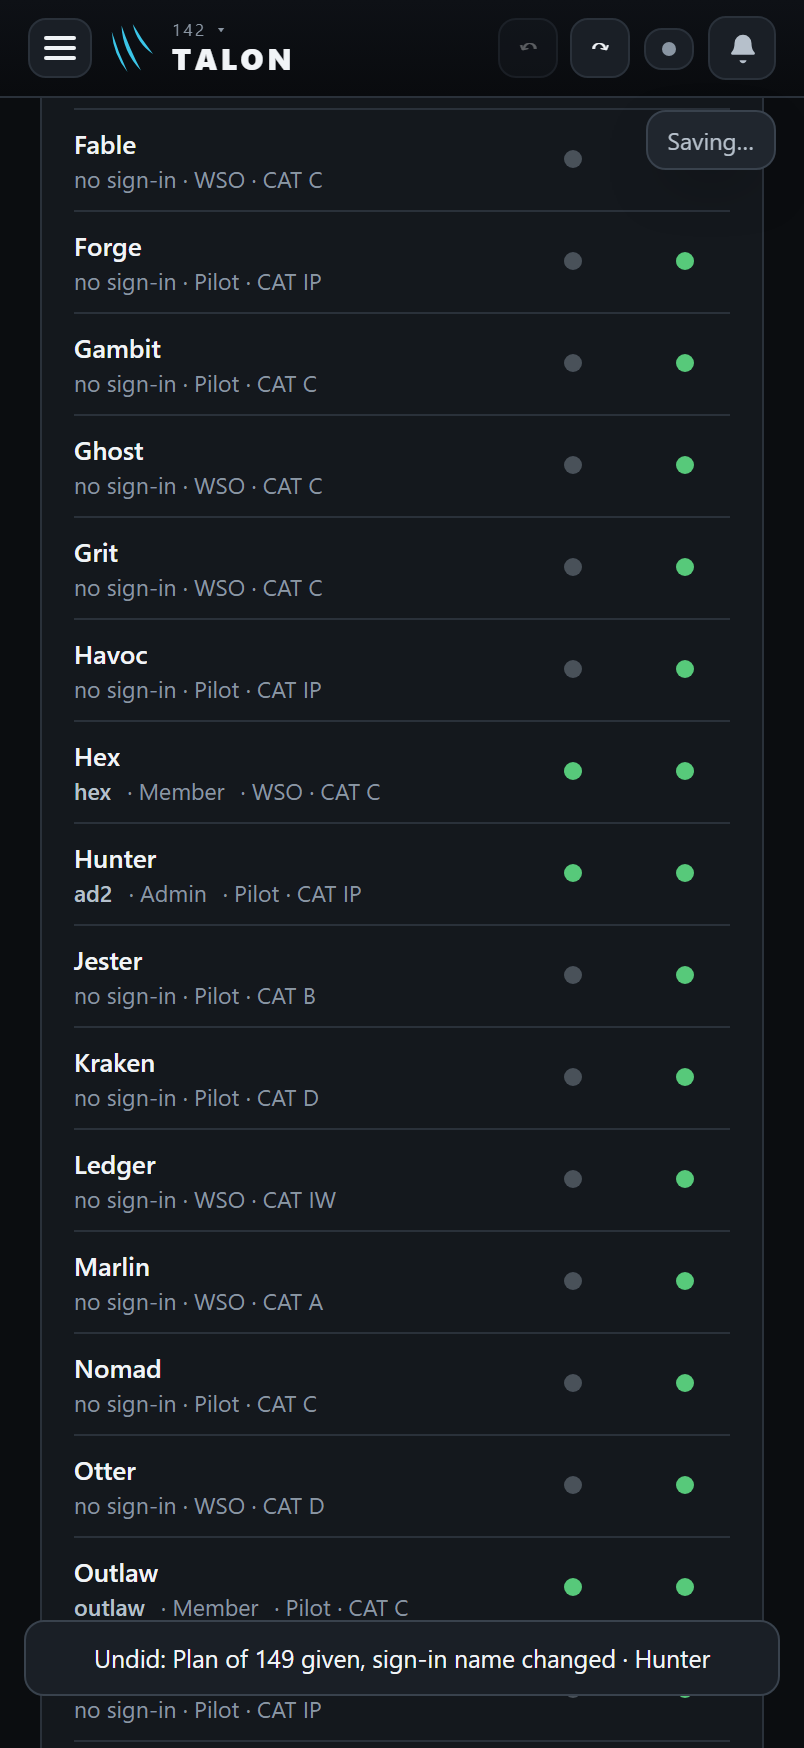 142
TALON
Saving...
Fable
no sign-in · WSO · CAT C
Forge
no sign-in · Pilot · CAT IP
Gambit
no sign-in · Pilot · CAT C
Ghost
no sign-in · WSO · CAT C
Grit
no sign-in · WSO · CAT C
Havoc
no sign-in · Pilot · CAT IP
Hex
hex · Member · WSO · CAT C
Hunter
ad2 · Admin · Pilot · CAT IP
Jester
no sign-in · Pilot · CAT B
Kraken
no sign-in · Pilot · CAT D
Ledger
no sign-in · WSO · CAT IW
Marlin
no sign-in · WSO · CAT A
Nomad
no sign-in · Pilot · CAT C
Otter
no sign-in · WSO · CAT D
Outlaw
outlaw · Member · Pilot · CAT C
Undid: Plan of 149 given, sign-in name changed · Hunter
no sign-in · Pilot · CAT IP